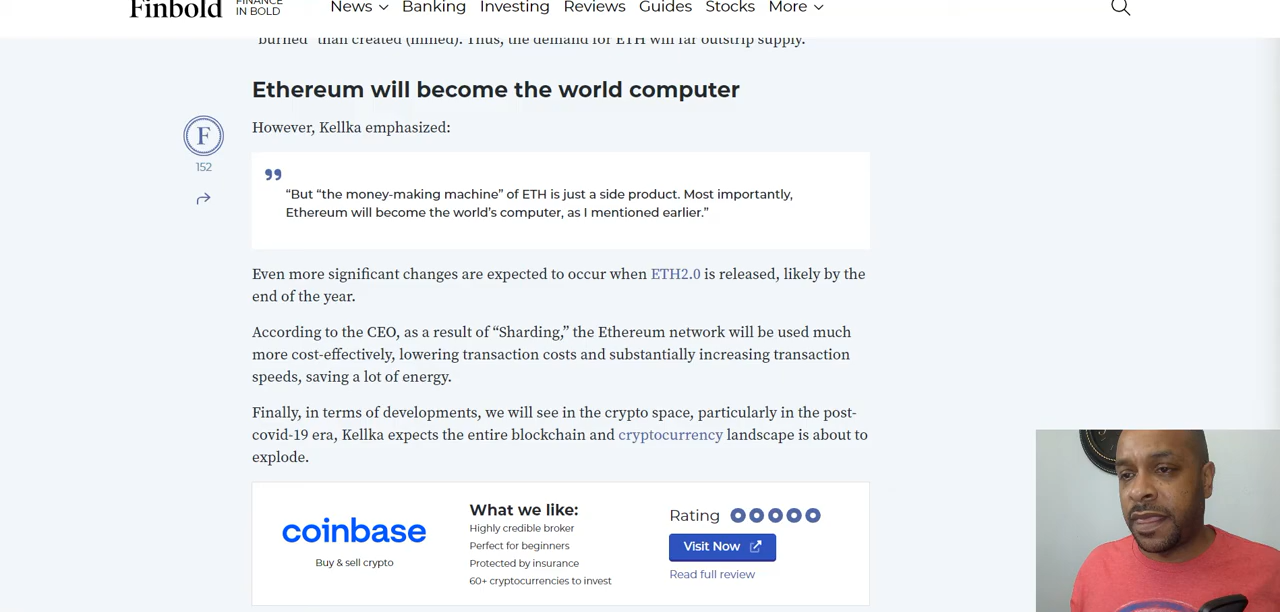 Finbold
FINANCE
IN BOLD
News Banking Investing Reviews Guides Stocks More
burned" than created (mined). Thus, the demand for ETH will far outstrip supply.
Ethereum will become the world computer
However, Kellka emphasized:
F
152
"But "the money-making machine" of ETH is just a side product. Most importantly,
Ethereum will become the world's computer, as I mentioned earlier."
Even more significant changes are expected to occur when ETH2.0 is released, likely by the
end of the year.
According to the CEO, as a result of "Sharding," the Ethereum network will be used much
more cost-effectively, lowering transaction costs and substantially increasing transaction
speeds, saving a lot of energy.
Finally, in terms of developments, we will see in the crypto space, particularly in the post-
covid-19 era, Kellka expects the entire blockchain and cryptocurrency landscape is about to
explode.
coinbase
Buy & sell crypto
What we like:
Highly credible broker
Perfect for beginners
Protected by insurance
60+ cryptocurrencies to invest
Rating
Visit Now
Read full review